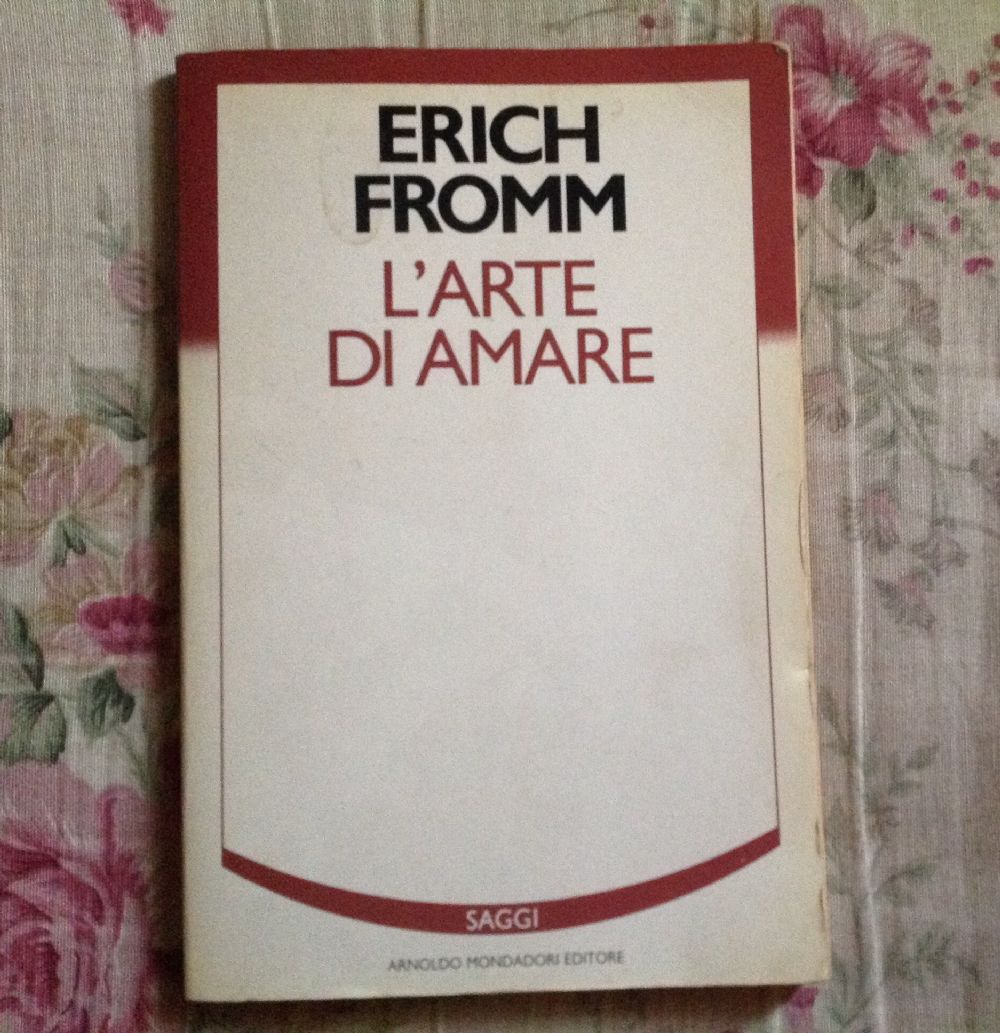 ERICH
FROMM
L'ARTE
DI AMARE
SAGGI
ARNOLDO MONDADORI EDITORE